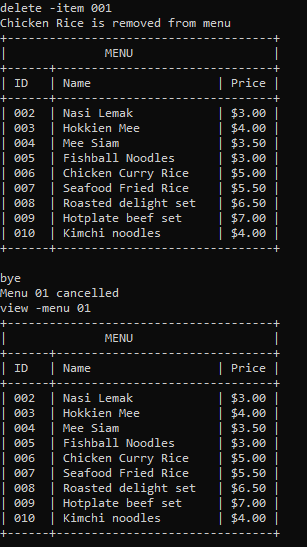 delete -item 001
Chicken Rice is removed from menu
+--------------------------------------+
|              MENU                    |
+------+-------------------------------+
| ID   | Name                  | Price |
+------+-------------------------------+
| 002  | Nasi Lemak            | $3.00 |
| 003  | Hokkien Mee           | $4.00 |
| 004  | Mee Siam              | $3.50 |
| 005  | Fishball Noodles      | $3.00 |
| 006  | Chicken Curry Rice    | $5.00 |
| 007  | Seafood Fried Rice    | $5.50 |
| 008  | Roasted delight set   | $6.50 |
| 009  | Hotplate beef set     | $7.00 |
| 010  | Kimchi noodles        | $4.00 |
+------+-------------------------------+
bye
Menu 01 cancelled
view -menu 01
+--------------------------------------+
|              MENU                    |
+------+-------------------------------+
| ID   | Name                  | Price |
+------+-------------------------------+
| 002  | Nasi Lemak            | $3.00 |
| 003  | Hokkien Mee           | $4.00 |
| 004  | Mee Siam              | $3.50 |
| 005  | Fishball Noodles      | $3.00 |
| 006  | Chicken Curry Rice    | $5.00 |
| 007  | Seafood Fried Rice    | $5.50 |
| 008  | Roasted delight set   | $6.50 |
| 009  | Hotplate beef set     | $7.00 |
| 010  | Kimchi noodles        | $4.00 |
+------+-------------------------------+